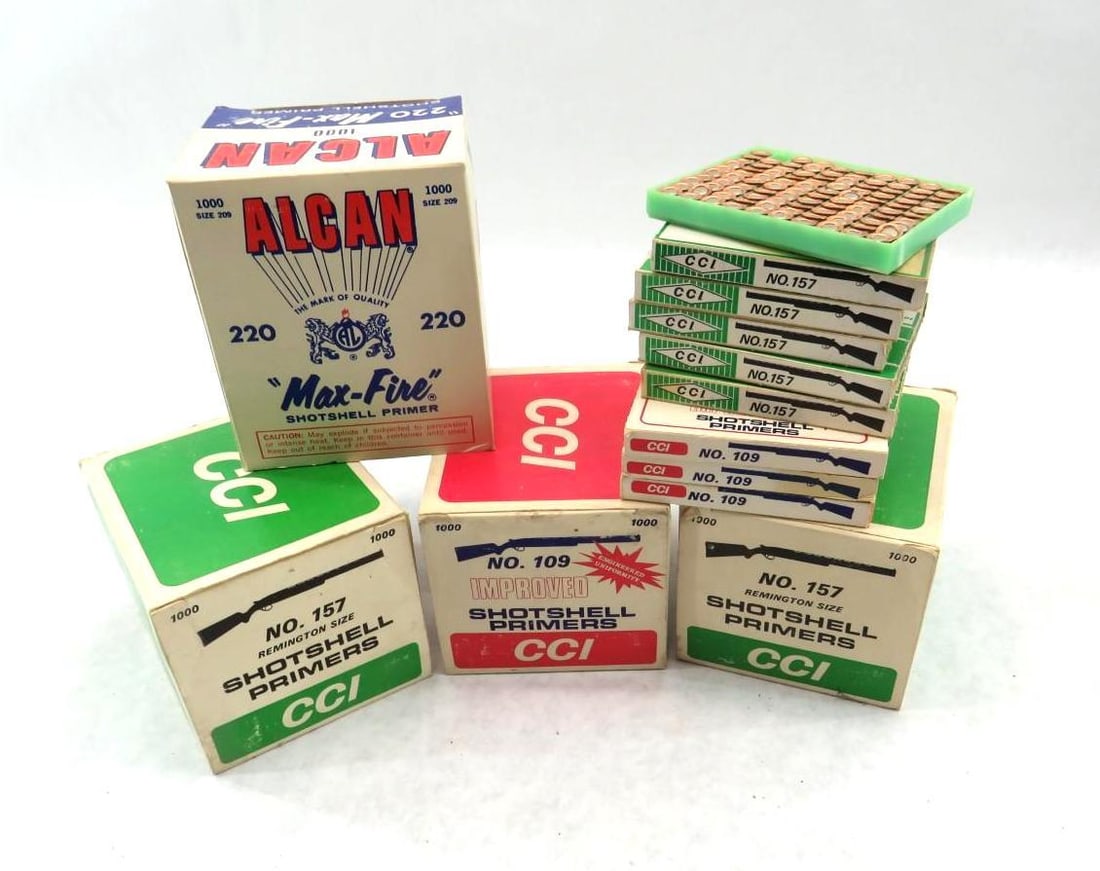 "220 Max-Fire"
SHOTSHELL PRIMER
ALCAN
1000
ALCAN
1000
SIZE 209
1000
SIZE 209
ALCAN
THE MARK OF QUALITY
AL
220
220
"Max-Fire"
SHOTSHELL PRIMER
CAUTION: May explode if subjected to percussion
or intense heat. Keep in this container until used.
Keep out of reach of children.
CCI
NO.157
CCI
NO.157
CCI
NO.157
CCI
NO.157
CCI
NO.157
SHOTSHELL
PRIMERS
CCI
NO. 109
CCI
NO. 109
CCI
NO. 109
CCI
1000
1000
NO. 157
REMINGTON SIZE
SHOTSHELL
PRIMERS
CCI
CCI
1000
1000
NO. 109
ENGINEERED
UNIFORMITY
IMPROVED
SHOTSHELL
PRIMERS
CCI
1000
1000
NO. 157
REMINGTON SIZE
SHOTSHELL
PRIMERS
CCI